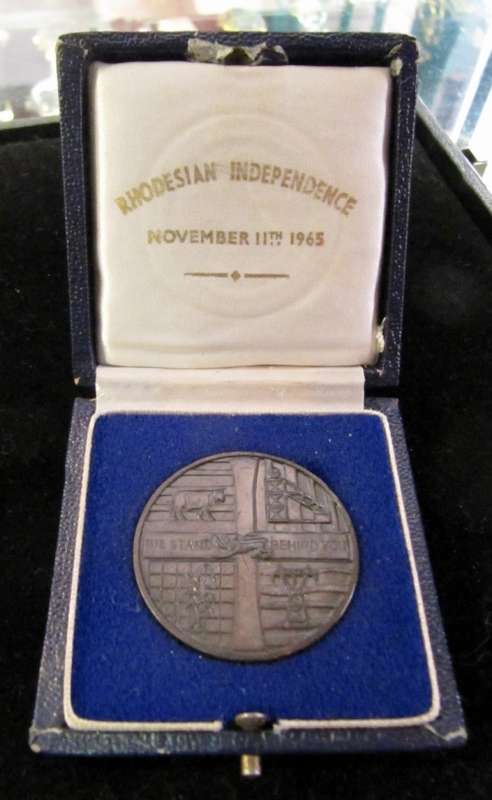 RHODESIAN INDEPENDENCE
NOVEMBER 11TH 1965
WE STAND BEHIND YOU